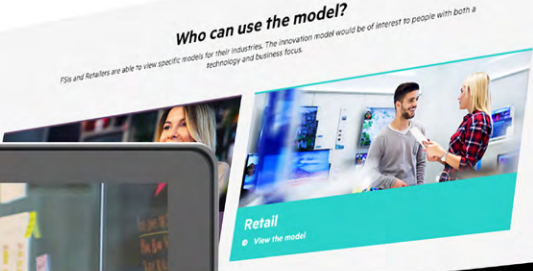 Who can use the model?
FSIs and Retailers are able to view specific models for their industries. The innovation model would be of interest to people with both a
technology and business focus.
Retail
View the model